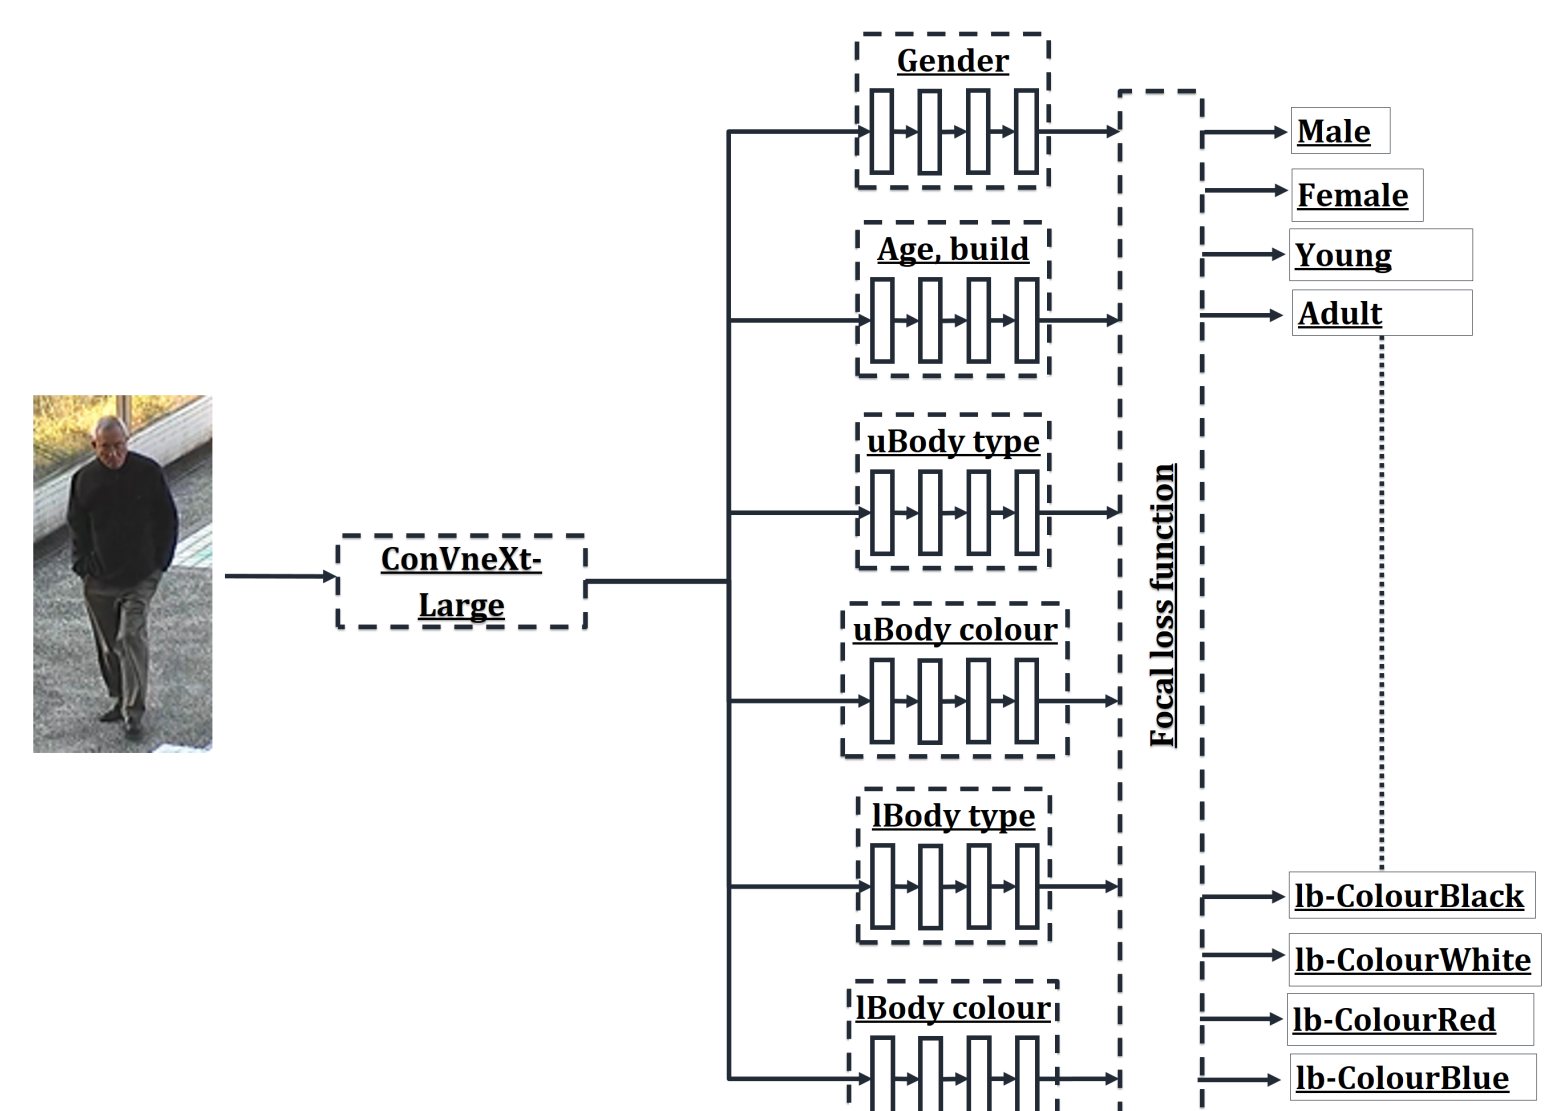 Gender
Age, build
uBody type
uBody colour
lBody type
lBody colour
ConVneXt-
Large
Focal loss function
Male
Female
Young
Adult
lb-ColourBlack
lb-ColourWhite
lb-ColourRed
lb-ColourBlue